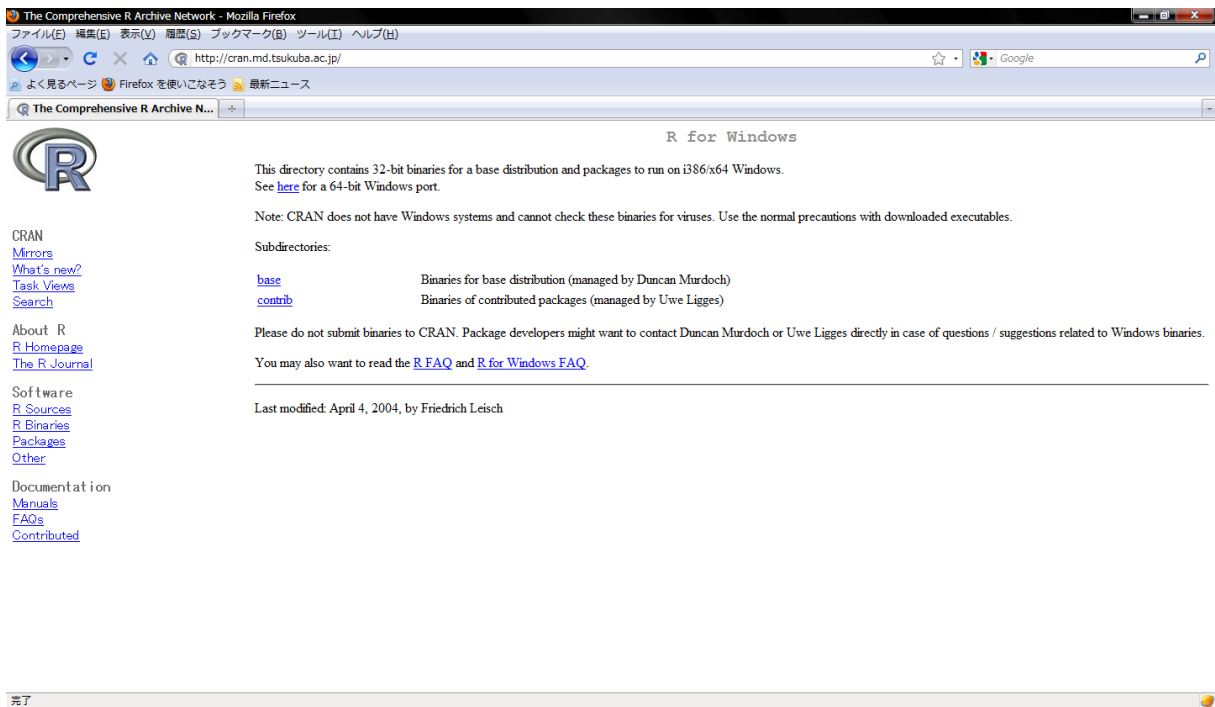 The Comprehensive R Archive Network - Mozilla Firefox
ファイル(F) 編集(E) 表示(V) 履歴(S) ブックマーク(B) ツール(T) ヘルプ(H)
http://cran.md.tsukuba.ac.jp/
Google
よく見るページ Firefox を使いこなそう 最新ニュース
The Comprehensive R Archive N...
R
R for Windows
This directory contains 32-bit binaries for a base distribution and packages to run on i386/x64 Windows.
See here for a 64-bit Windows port.
Note: CRAN does not have Windows systems and cannot check these binaries for viruses. Use the normal precautions with downloaded executables.
Subdirectories:
base Binaries for base distribution (managed by Duncan Murdoch)
contrib Binaries of contributed packages (managed by Uwe Ligges)
Please do not submit binaries to CRAN. Package developers might want to contact Duncan Murdoch or Uwe Ligges directly in case of questions / suggestions related to Windows binaries.
You may also want to read the R FAQ and R for Windows FAQ.
Last modified: April 4, 2004, by Friedrich Leisch
CRAN
Mirrors
What's new?
Task Views
Search
About R
R Homepage
The R Journal
Software
R Sources
R Binaries
Packages
Other
Documentation
Manuals
FAQs
Contributed
完了